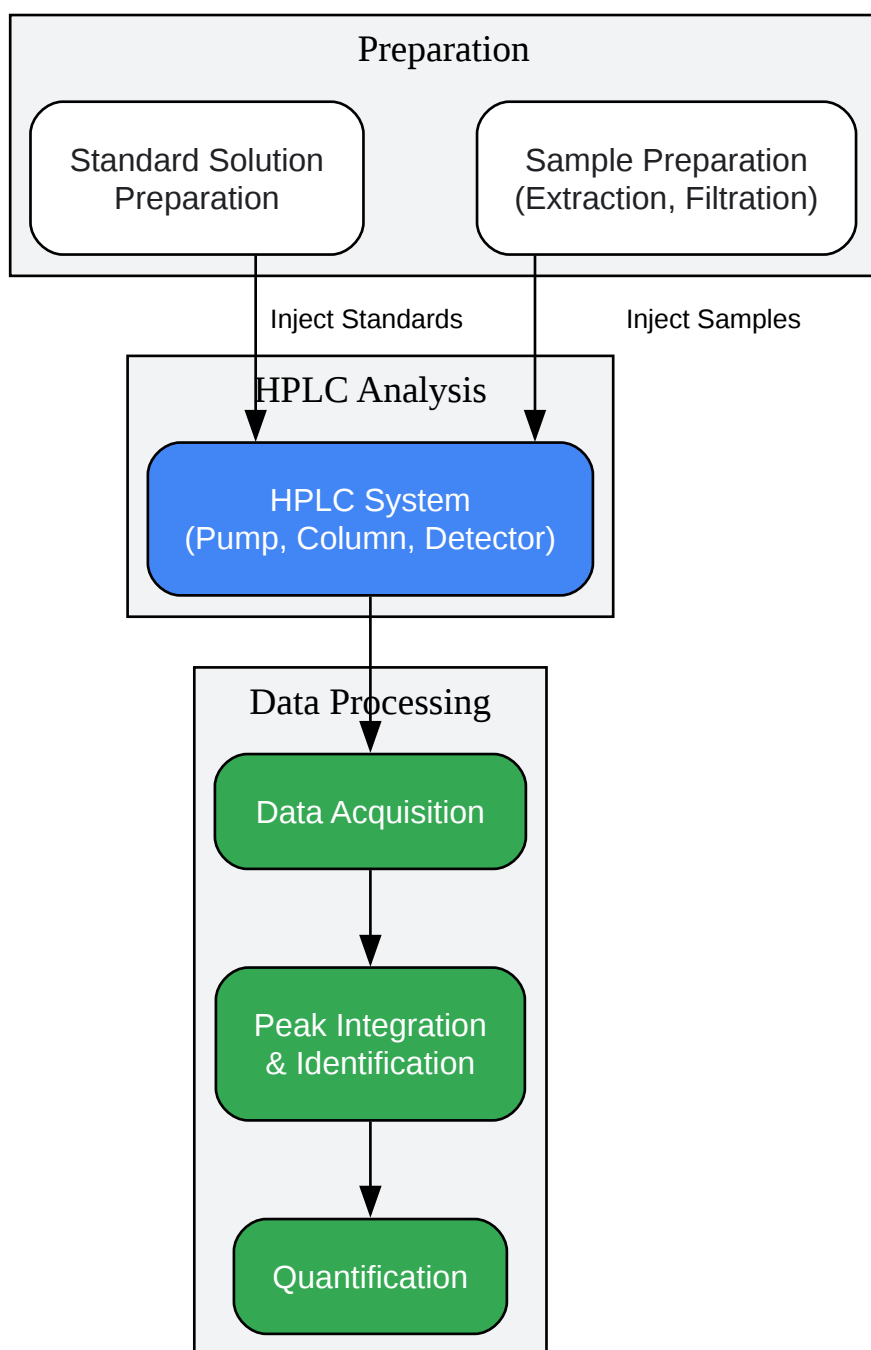 Preparation
Standard Solution
Preparation
Sample Preparation
(Extraction, Filtration)
Inject Standards
Inject Samples
HPLC Analysis
HPLC System
(Pump, Column, Detector)
Data Processing
Data Acquisition
Peak Integration
& Identification
Quantification